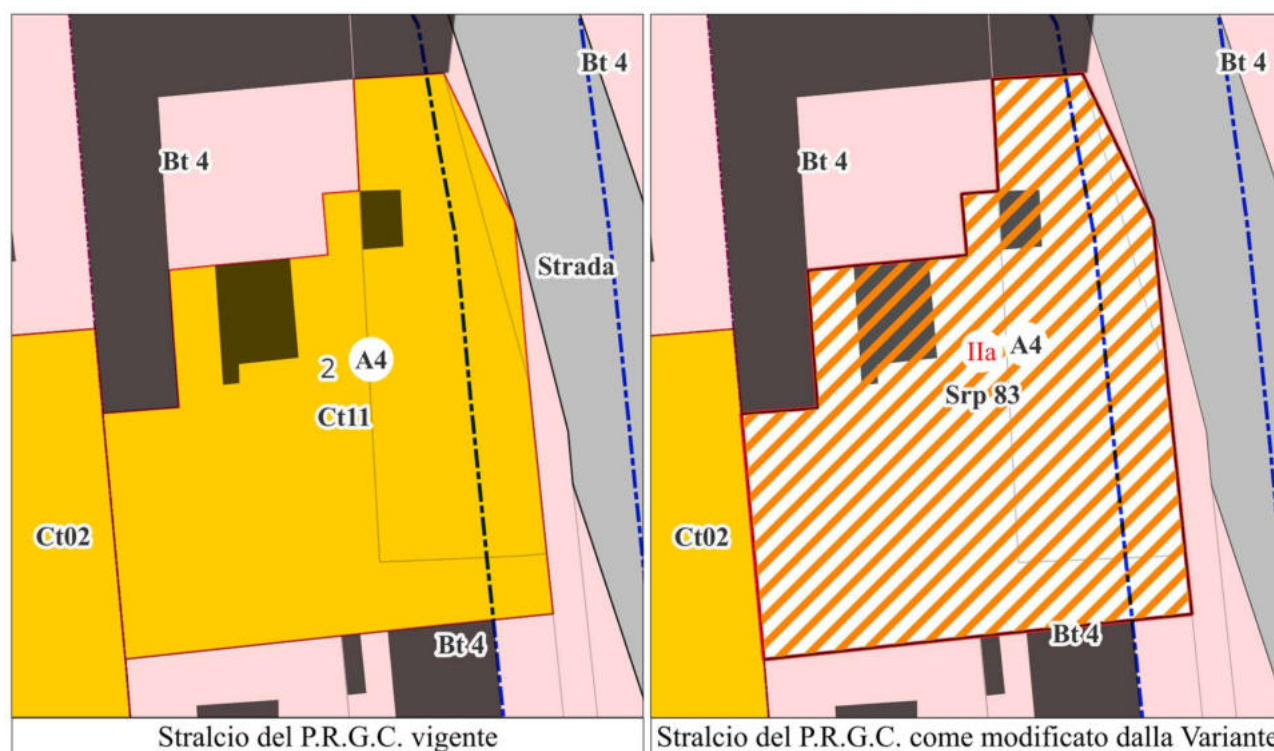 Bt 4
Bt 4
Strada
2
A4
Ct11
Ct02
Bt 4
Stralcio del P.R.G.C. vigente
Bt 4
Bt 4
IIa
A4
Srp 83
Ct02
Bt 4
Stralcio del P.R.G.C. come modificato dalla Variante